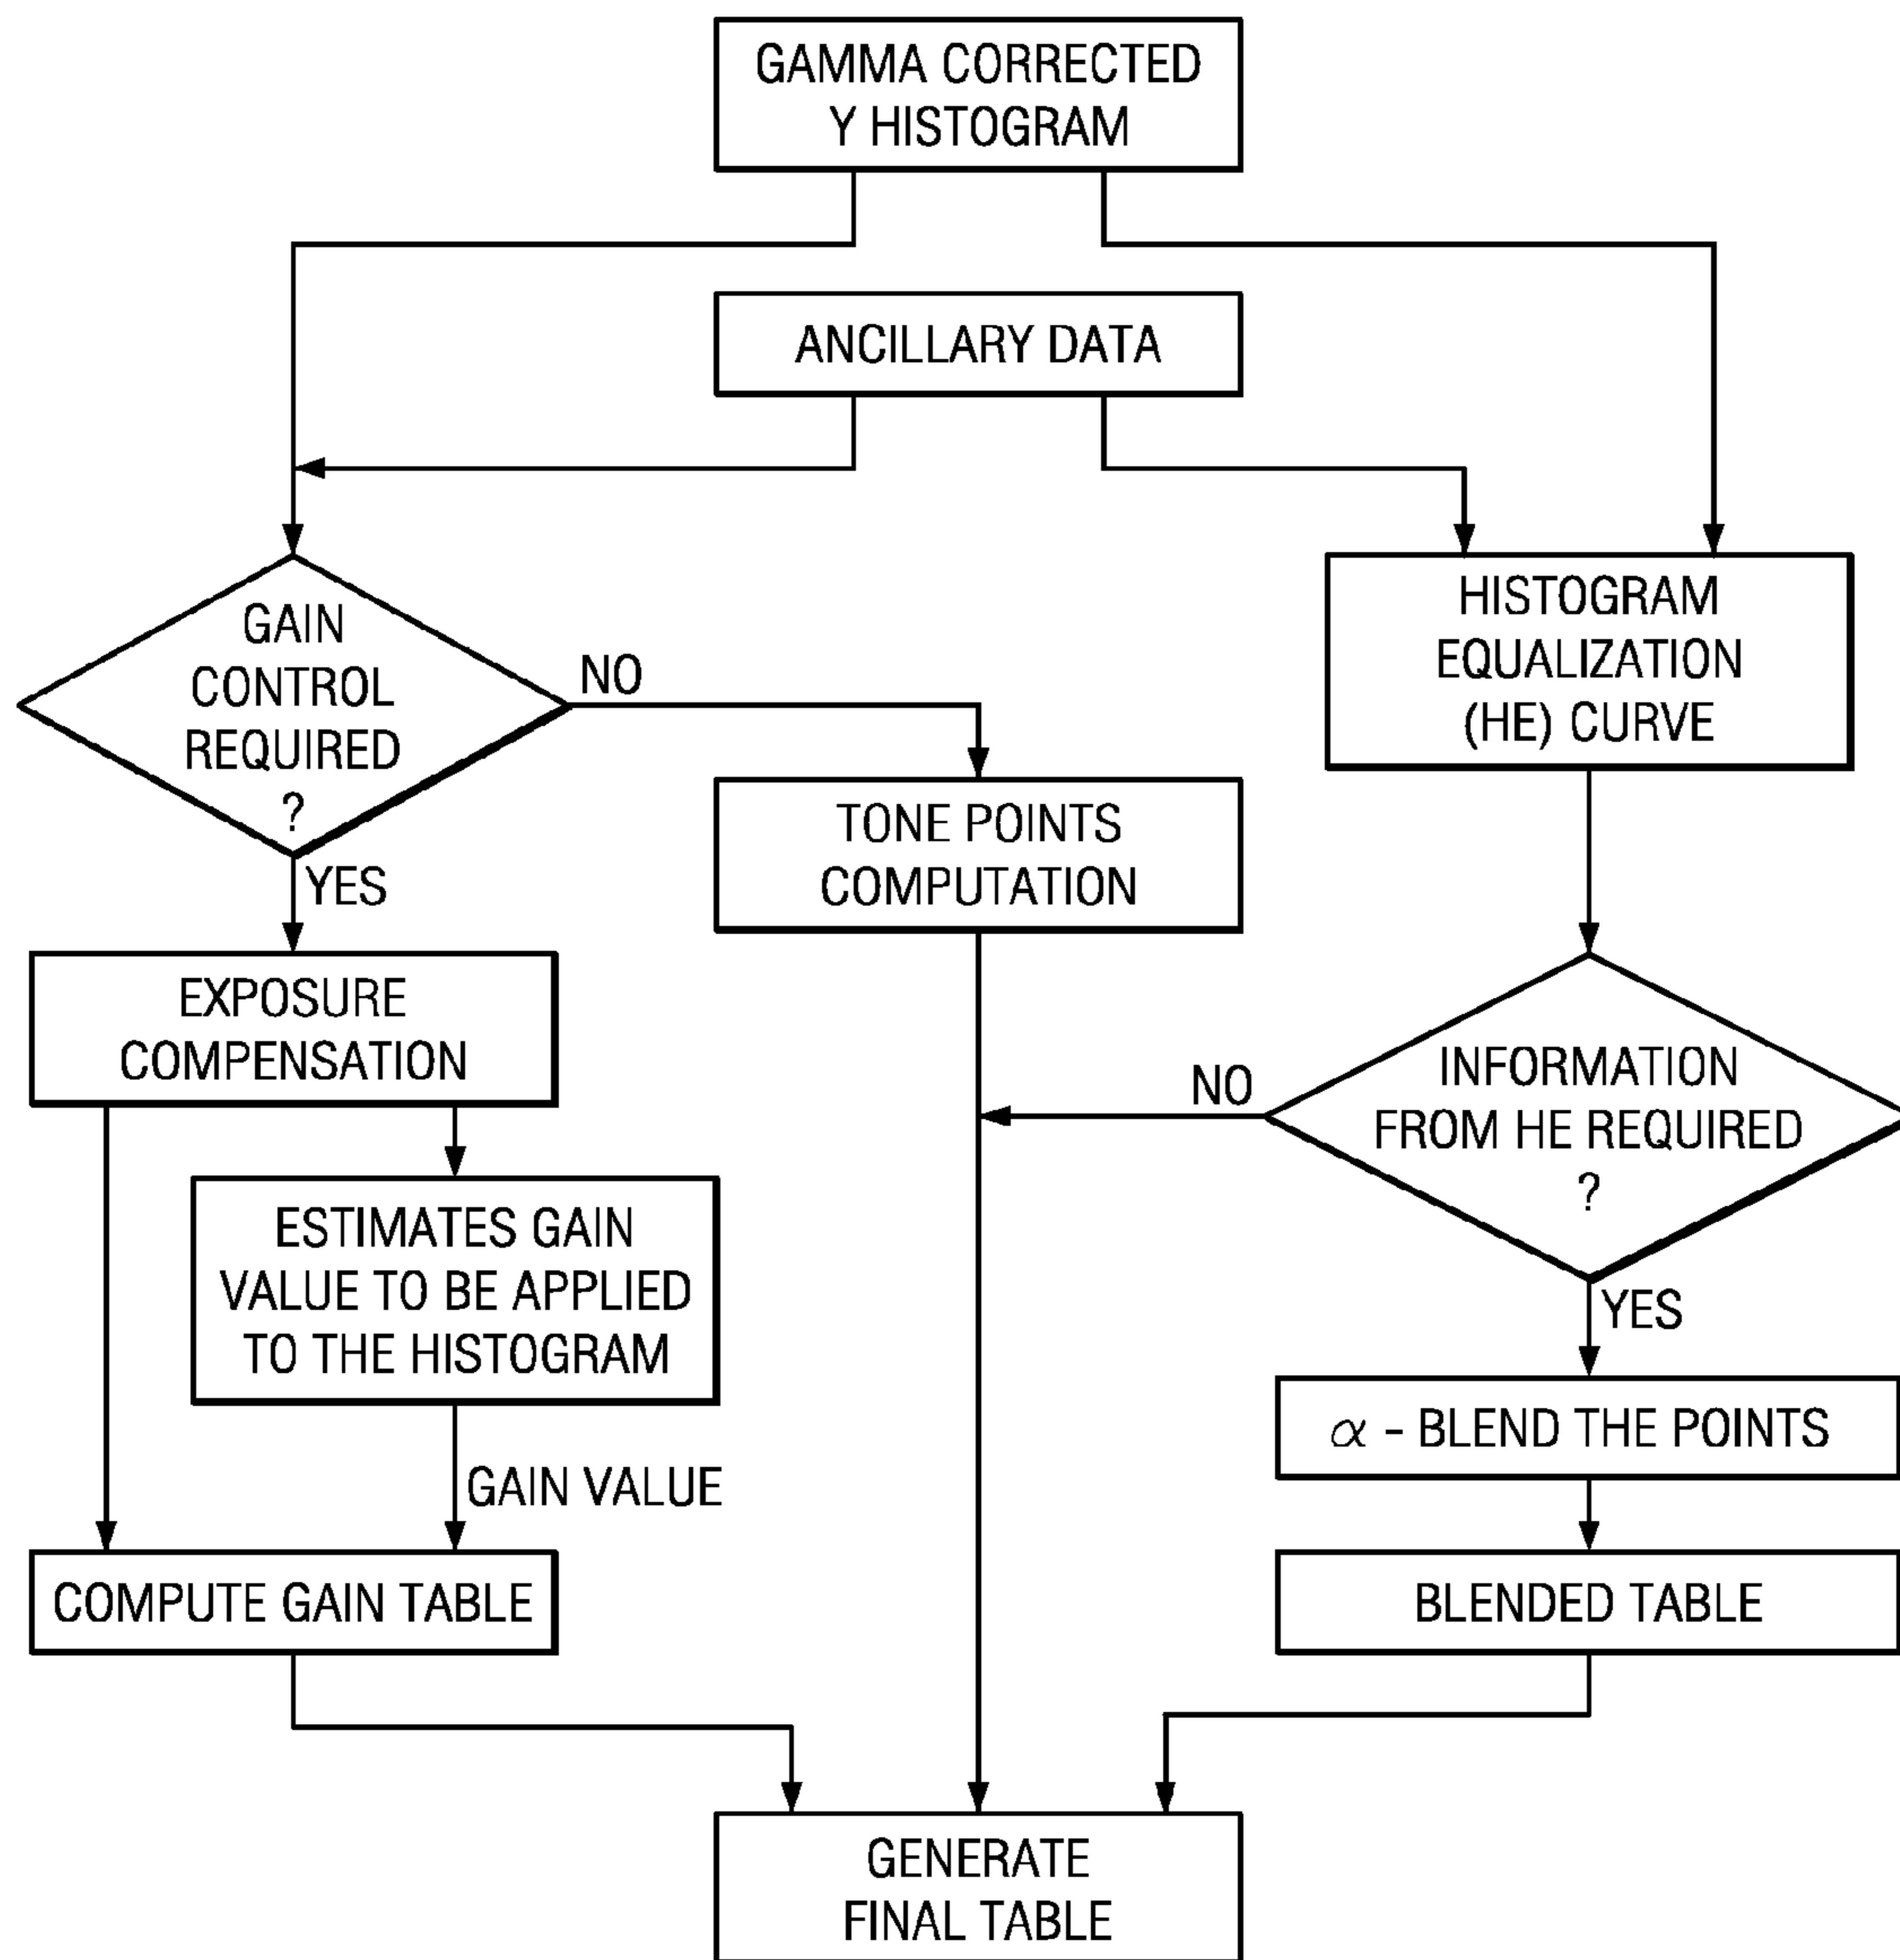 GAMMA CORRECTED
Y HISTOGRAM
ANCILLARY DATA
GAIN
CONTROL
REQUIRED
?
NO
YES
HISTOGRAM
EQUALIZATION
(HE) CURVE
TONE POINTS
COMPUTATION
EXPOSURE
COMPENSATION
NO
INFORMATION
FROM HE REQUIRED
?
YES
ESTIMATES GAIN
VALUE TO BE APPLIED
TO THE HISTOGRAM
GAIN VALUE
α - BLEND THE POINTS
COMPUTE GAIN TABLE
BLENDED TABLE
GENERATE
FINAL TABLE